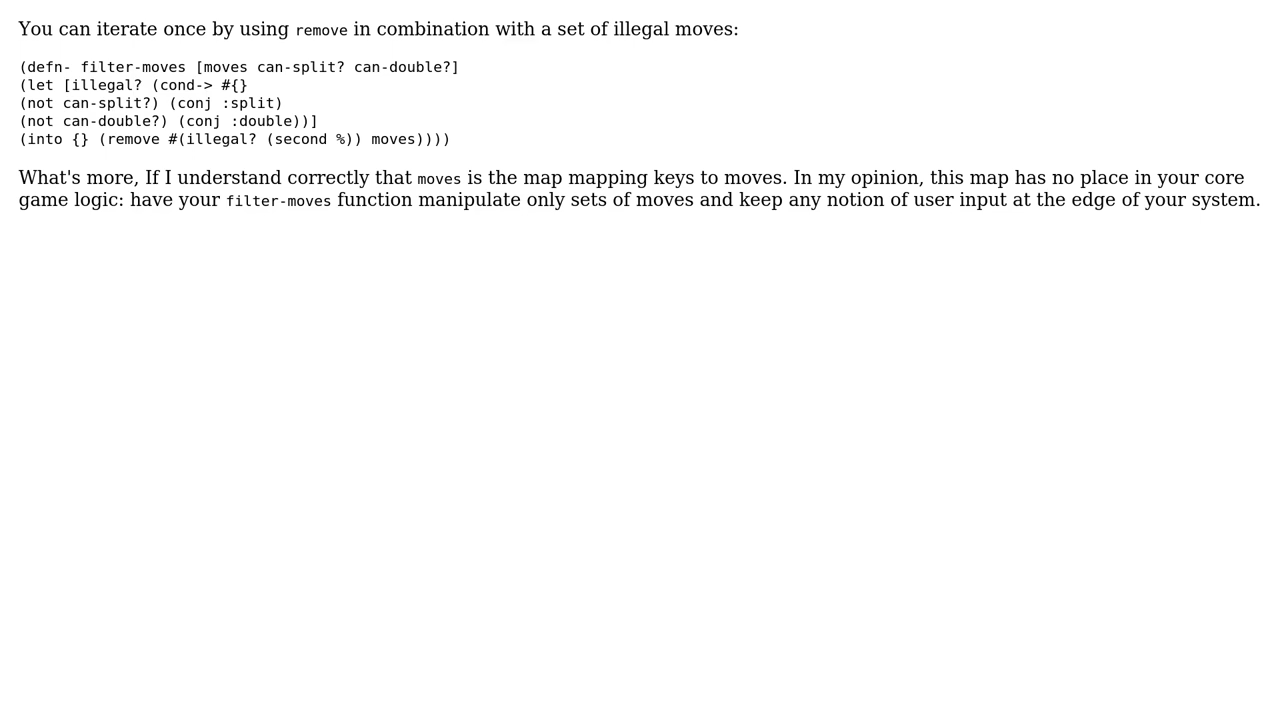 You can iterate once by using remove in combination with a set of illegal moves:
(defn- filter-moves [moves can-split? can-double?]
(let [illegal? (cond-> #{}
(not can-split?) (conj :split)
(not can-double?) (conj :double))]
(into {} (remove #(illegal? (second %)) moves))))
What's more, If I understand correctly that moves is the map mapping keys to moves. In my opinion, this map has no place in your core
game logic: have your filter-moves function manipulate only sets of moves and keep any notion of user input at the edge of your system.